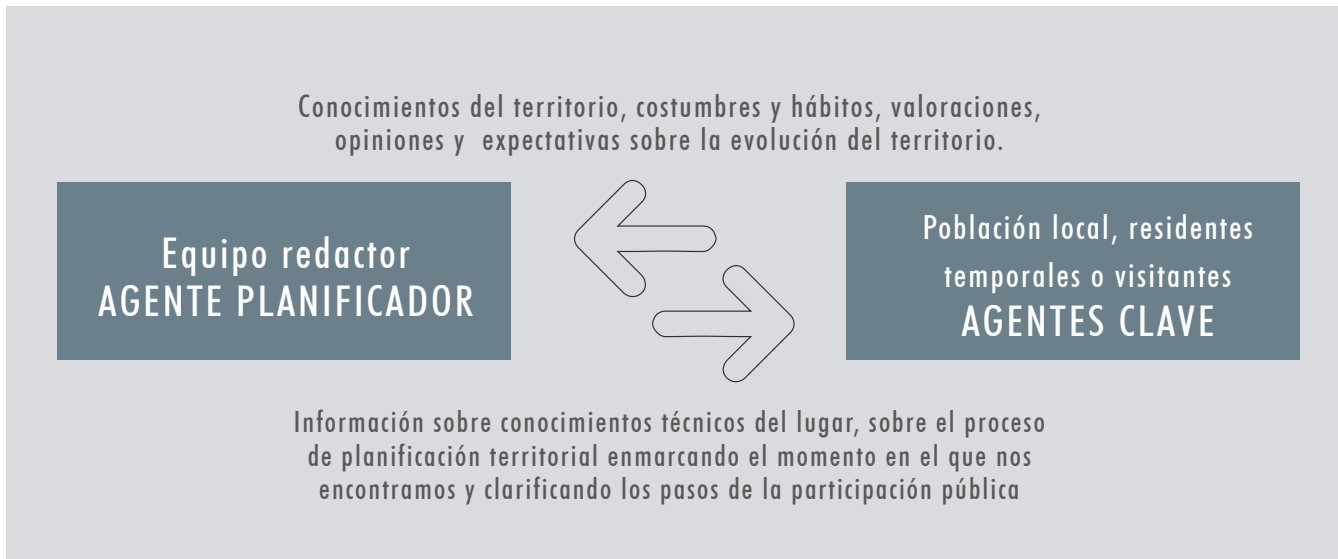 Conocimientos del territorio, costumbres y hábitos, valoraciones,
opiniones y expectativas sobre la evolución del territorio.
Equipo redactor
AGENTE PLANIFICADOR
Población local, residentes
temporales o visitantes
AGENTES CLAVE
Información sobre conocimientos técnicos del lugar, sobre el proceso
de planificación territorial enmarcando el momento en el que nos
encontramos y clarificando los pasos de la participación pública